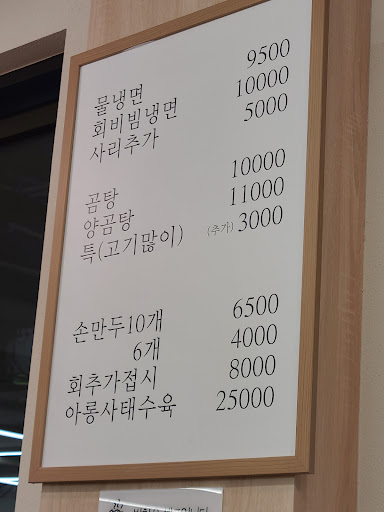 물냉면 9500
회비빔냉면 10000
사리추가 5000
곰탕 10000
양곰탕 11000
특(고기많이) (추가) 3000
손만두10개 6500
6개 4000
회추가접시 8000
아롱사태수육 25000